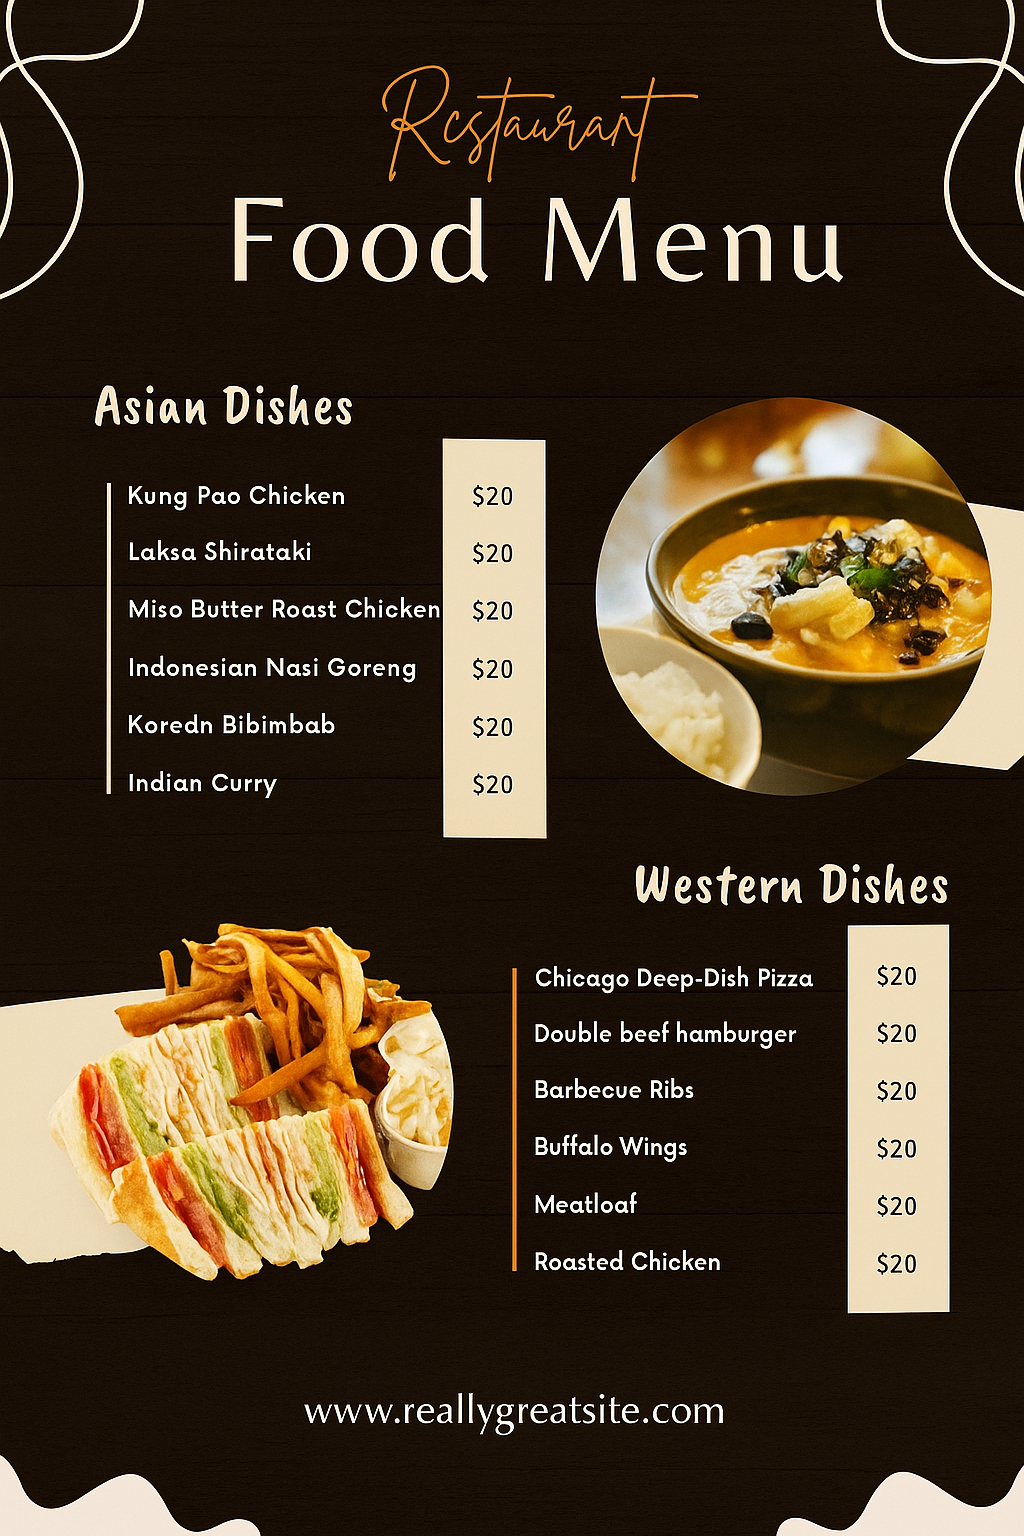 Restaurant
Food Menu
Asian Dishes
Kung Pao Chicken $20
Laksa Shirataki $20
Miso Butter Roast Chicken $20
Indonesian Nasi Goreng $20
Koredn Bibimbab $20
Indian Curry $20
Western Dishes
Chicago Deep-Dish Pizza $20
Double beef hamburger $20
Barbecue Ribs $20
Buffalo Wings $20
Meatloaf $20
Roasted Chicken $20
www.reallygreatsite.com